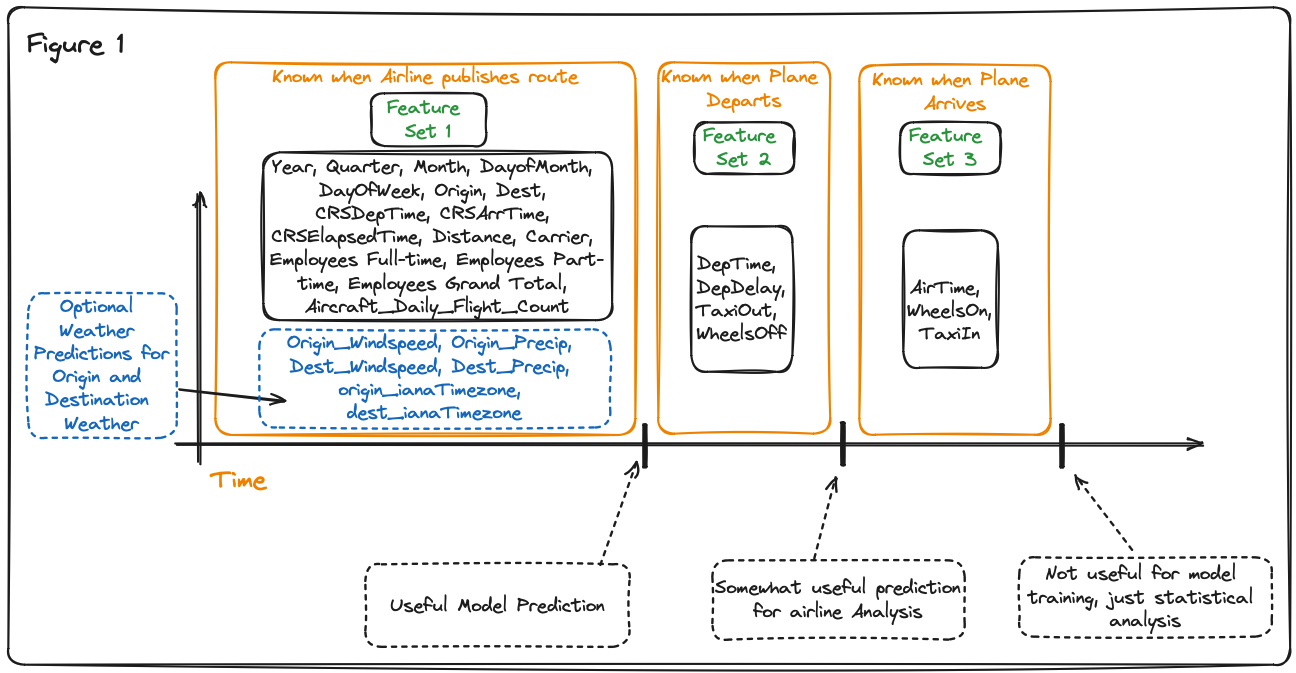 Figure 1
Known when Airline publishes route
Feature
Set 1
Year, Quarter, Month, DayofMonth,
DayOfWeek, Origin, Dest,
CRSDepTime, CRSArrTime,
CRSElapsedTime, Distance, Carrier,
Employees Full-time, Employees Part-
time, Employees Grand Total,
Aircraft_Daily_Flight_Count
Origin_Windspeed, Origin_Precip,
Dest_Windspeed, Dest_Precip,
origin_ianaTimezone,
dest_ianaTimezone
Optional
Weather
Predictions for
Origin and
Destination
Weather
Known when Plane
Departs
Feature
Set 2
DepTime,
DepDelay,
TaxiOut,
WheelsOff
Known when Plane
Arrives
Feature
Set 3
AirTime,
WheelsOn,
TaxiIn
Time
Useful Model Prediction
Somewhat useful prediction
for airline Analysis
Not useful for model
training, just statistical
analysis